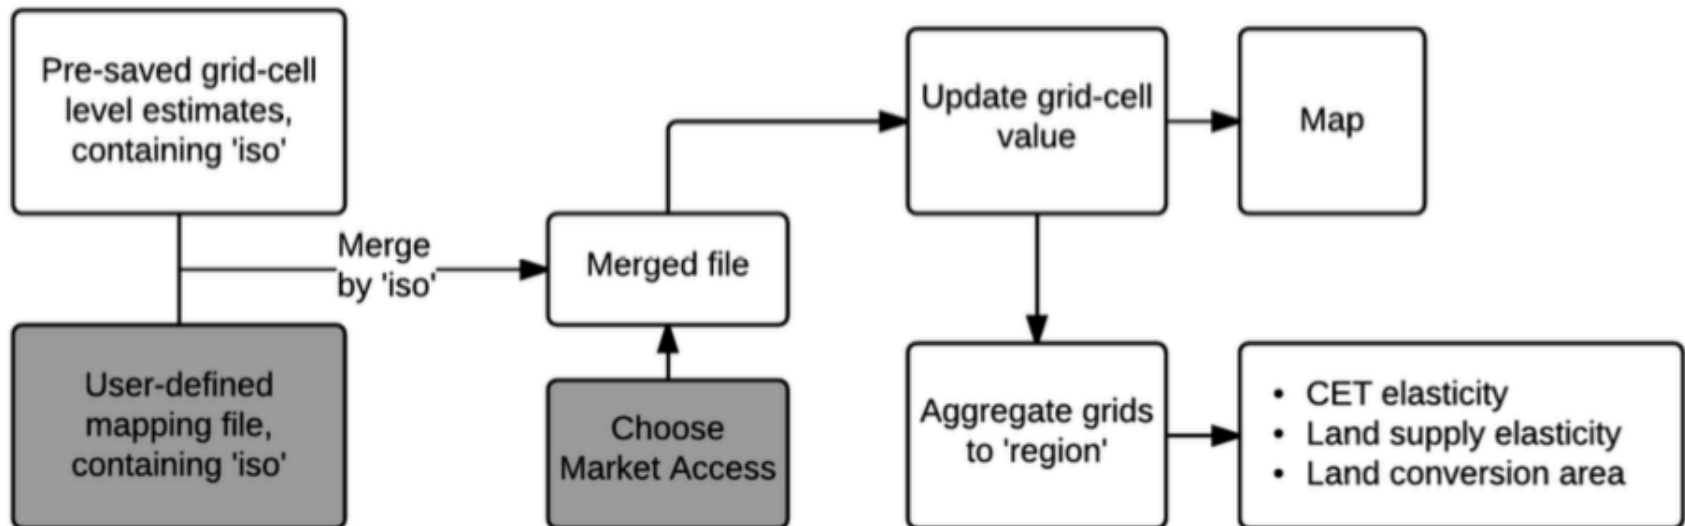 Pre-saved grid-cell
level estimates,
containing 'iso'
Merge
by 'iso'
User-defined
mapping file,
containing 'iso'
Merged file
Choose
Market Access
Update grid-cell
value
Map
Aggregate grids
to 'region'
• CET elasticity
• Land supply elasticity
• Land conversion area